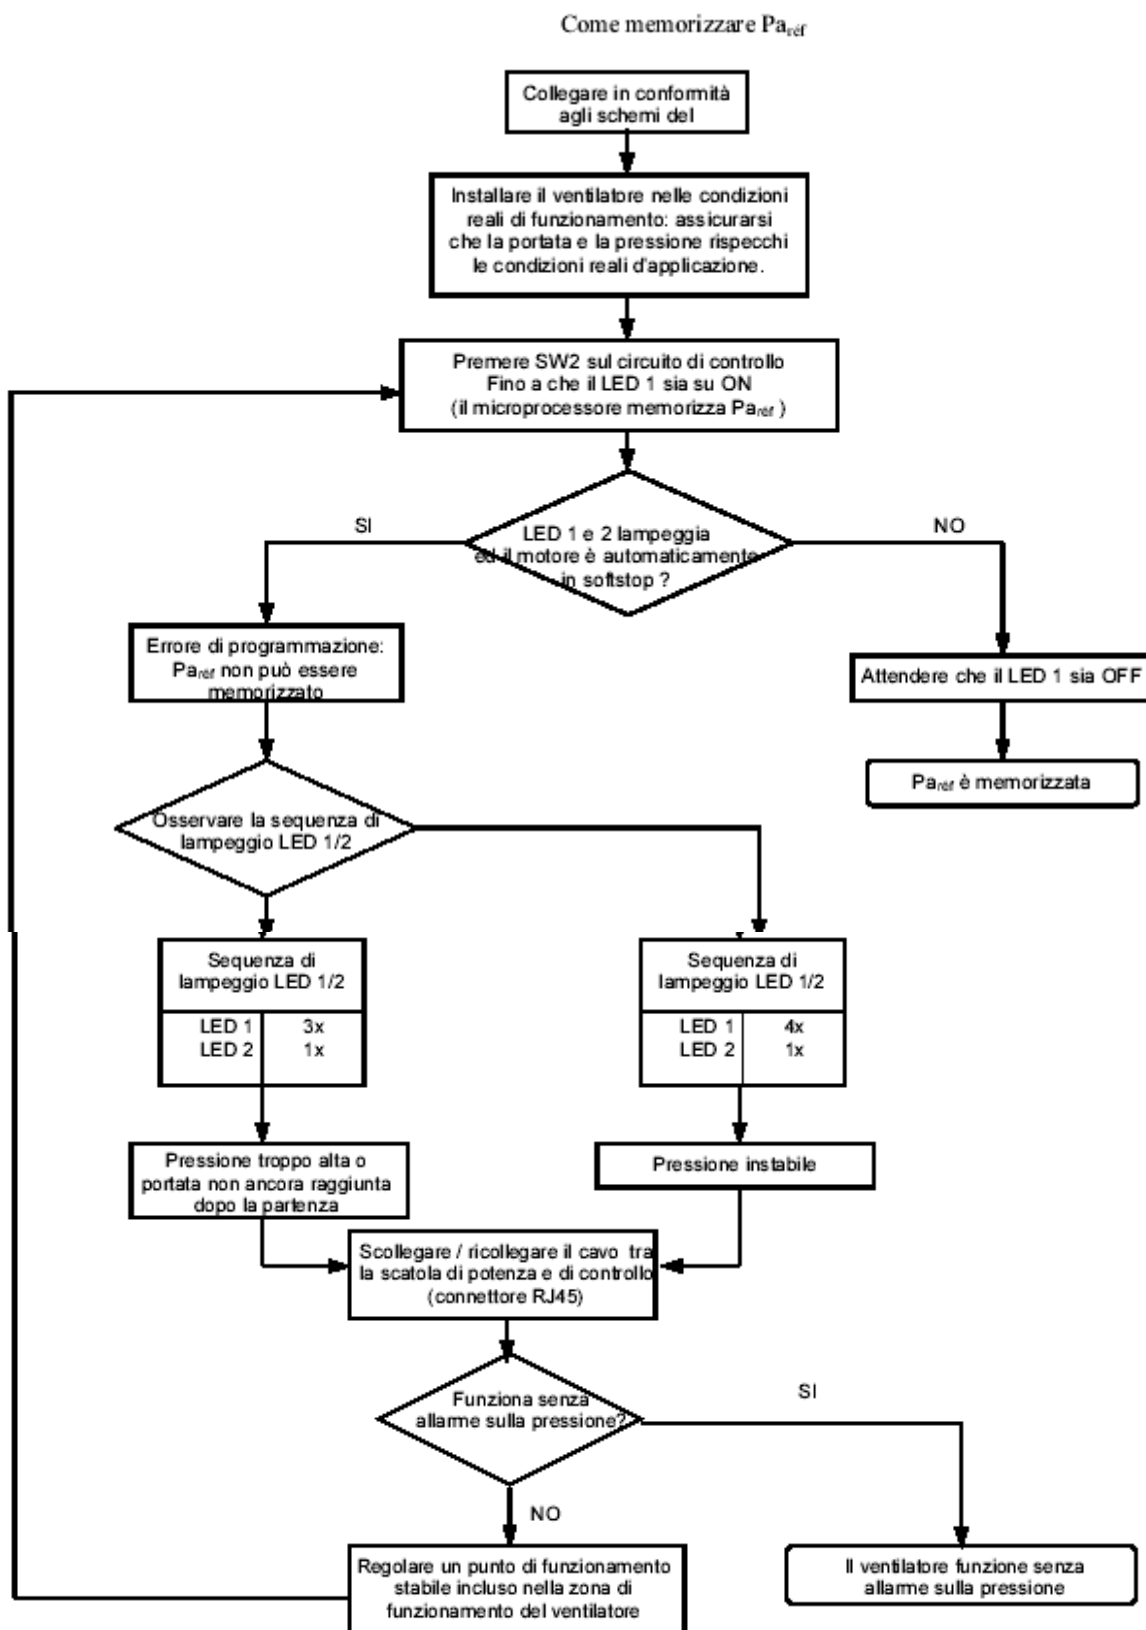 Come memorizzare Pa réf
Collegare in conformità
agli schemi del
Installare il ventilatore nelle condizioni
reali di funzionamento: assicurarsi
che la portata e la pressione rispecchi
le condizioni reali d'applicazione.
Premere SW2 sul circuito di controllo
Fino a che il LED 1 sia su ON
(il microprocessore memorizza Pa réf )
SI
LED 1 e 2 lampeggia
ed il motore è automaticamente
in softstop ?
NO
Errore di programmazione:
Pa réf non può essere
memorizzato
Attendere che il LED 1 sia OFF
Pa réf è memorizzata
Osservare la sequenza di
lampeggio LED 1/2
Sequenza di
lampeggio LED 1/2
LED 1 3x
LED 2 1x
Sequenza di
lampeggio LED 1/2
LED 1 4x
LED 2 1x
Pressione troppo alta o
portata non ancora raggiunta
dopo la partenza
Pressione instabile
Scollegare / ricollegare il cavo tra
la scatola di potenza e di controllo
(connettore RJ45)
Funziona senza
allarme sulla pressione?
SI
NO
Regolare un punto di funzionamento
stabile incluso nella zona di
funzionamento del ventilatore
Il ventilatore funzione senza
allarme sulla pressione